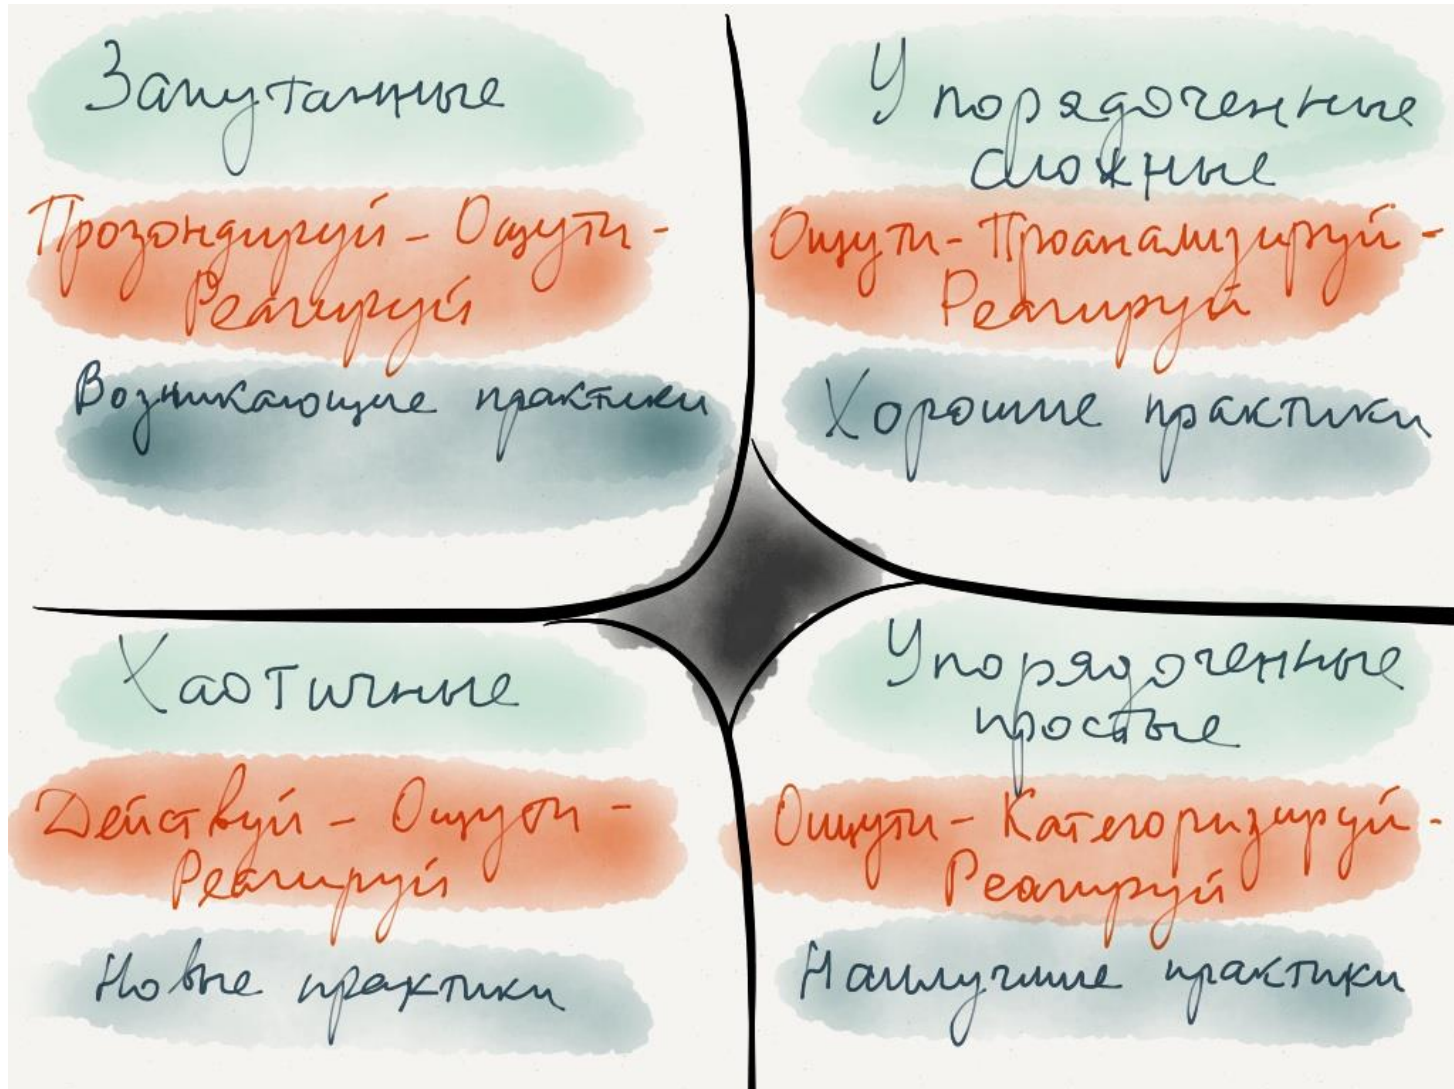 Запутанные
Прозондируй - Ощути -
Реагируй
Возникающие практики
Упорядоченные
сложные
Ощути - Проанализируй -
Реагируй
Хорошие практики
Хаотичные
Действуй - Ощути -
Реагируй
Новые практики
Упорядоченные
простые
Ощути - Категоризируй -
Реагируй
Наилучшие практики